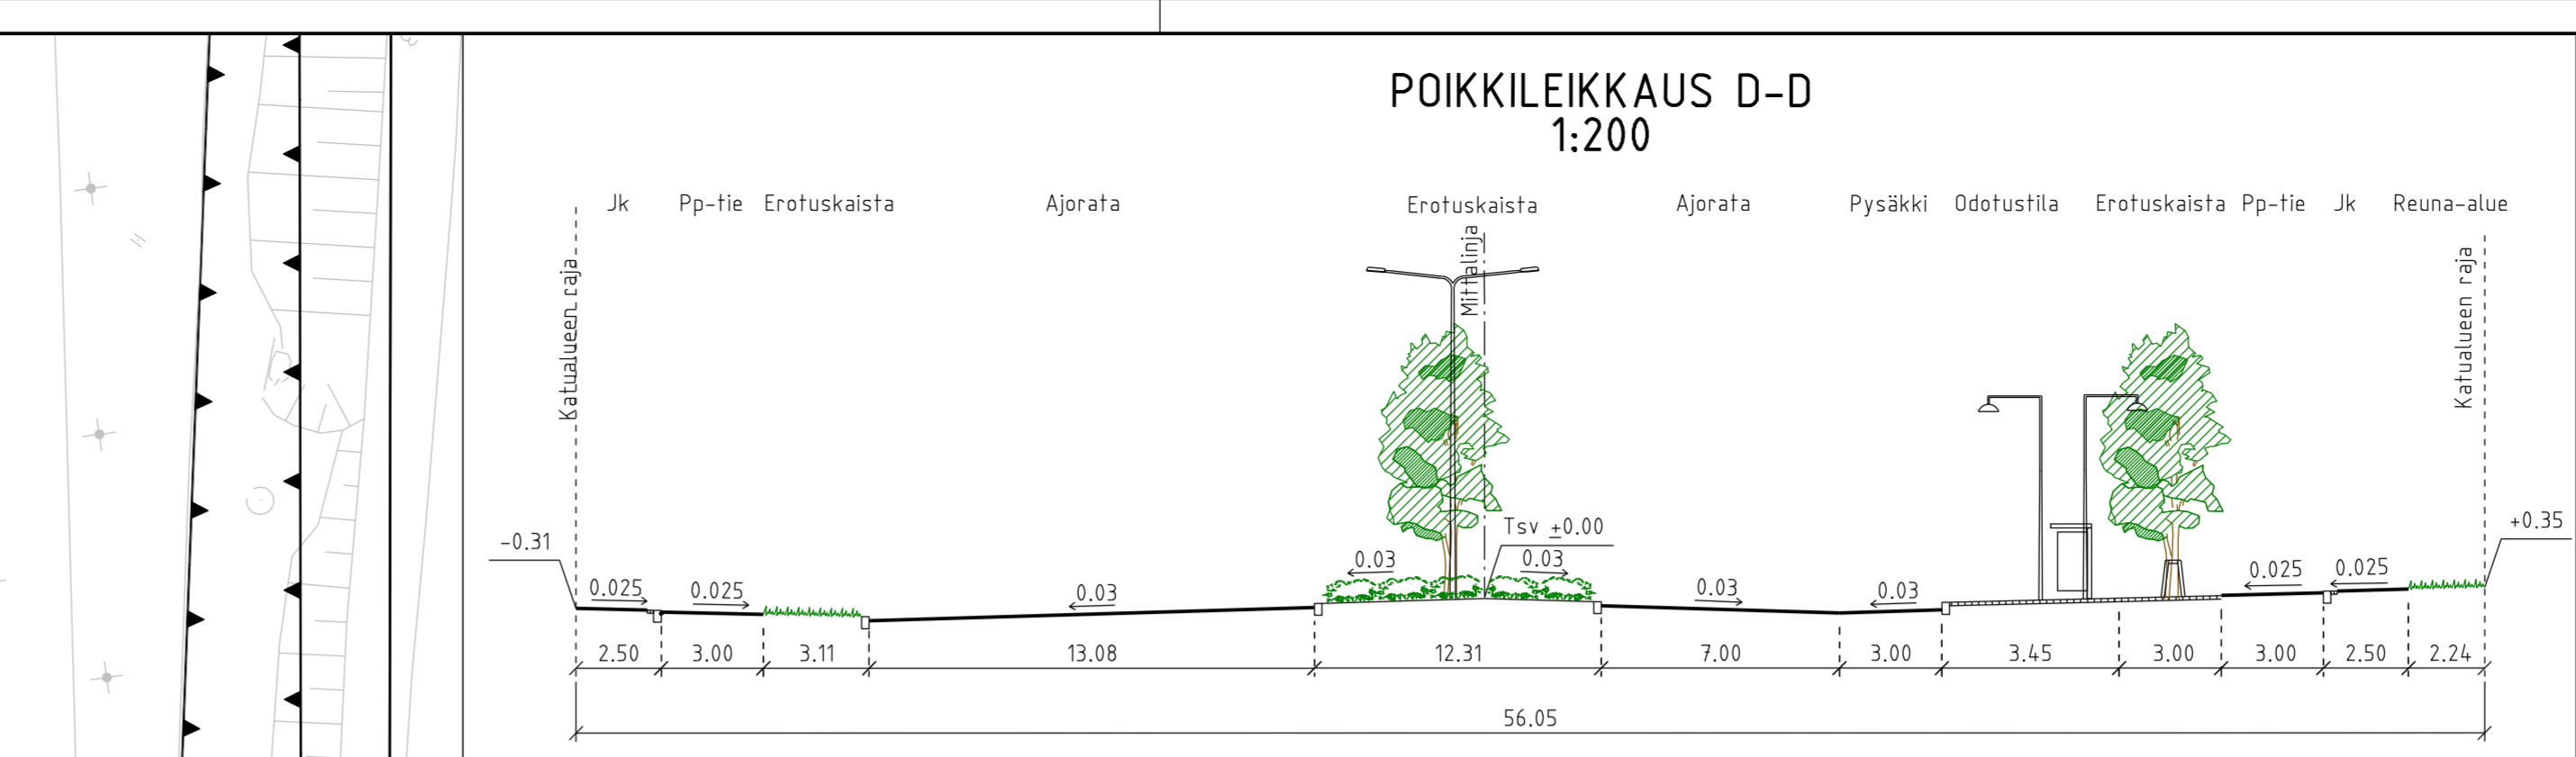 POIKKILEIKKAUS D-D
1:200
Jk Pp-tie Erotuskaista Ajorata Erotuskaista Ajorata Pysäkki Odotustila Erotuskaista Pp-tie Jk Reuna-alue
Katualueen raja
Mittalinja
Katualueen raja
-0.31
Tsv ±0.00
+0.35
0.025 0.025 0.03 0.03 0.03 0.03 0.03 0.025 0.025
2.50 3.00 3.11 13.08 12.31 7.00 3.00 3.45 3.00 3.00 2.50 2.24
56.05